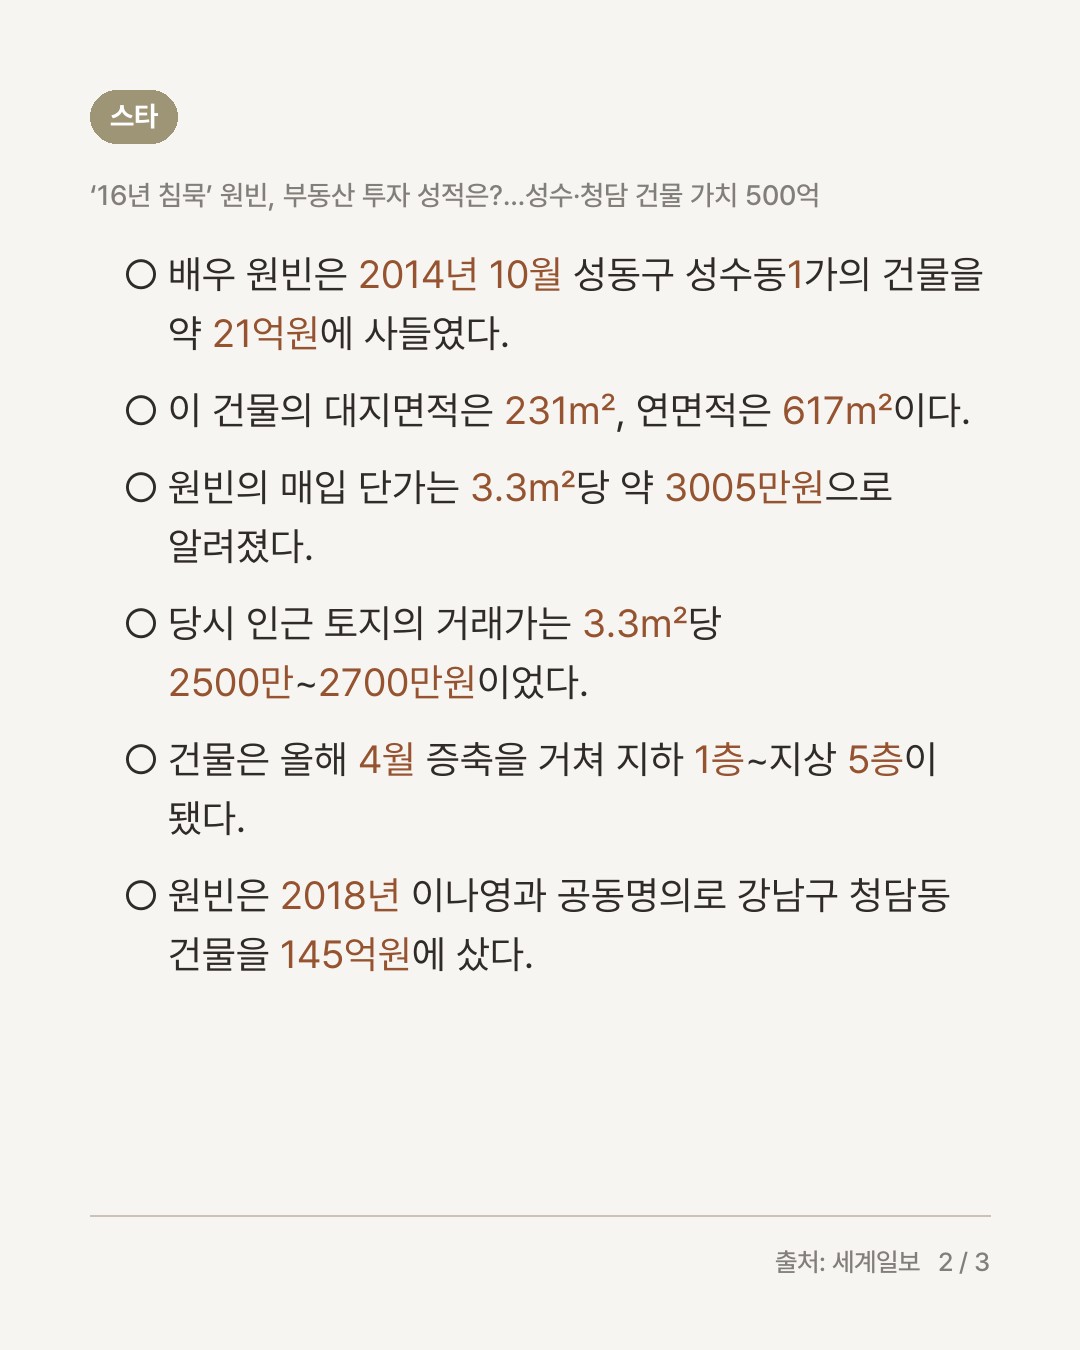 스타
‘16년 침묵’ 원빈, 부동산 투자 성적은?...성수·청담 건물 가치 500억
○ 배우 원빈은 2014년 10월 성동구 성수동1가의 건물을
약 21억원에 사들였다.
○ 이 건물의 대지면적은 231m², 연면적은 617m²이다.
○ 원빈의 매입 단가는 3.3m²당 약 3005만원으로
알려졌다.
○ 당시 인근 토지의 거래가는 3.3m²당
2500만~2700만원이었다.
○ 건물은 올해 4월 증축을 거쳐 지하 1층~지상 5층이
됐다.
○ 원빈은 2018년 이나영과 공동명의로 강남구 청담동
건물을 145억원에 샀다.
출처: 세계일보 2 / 3